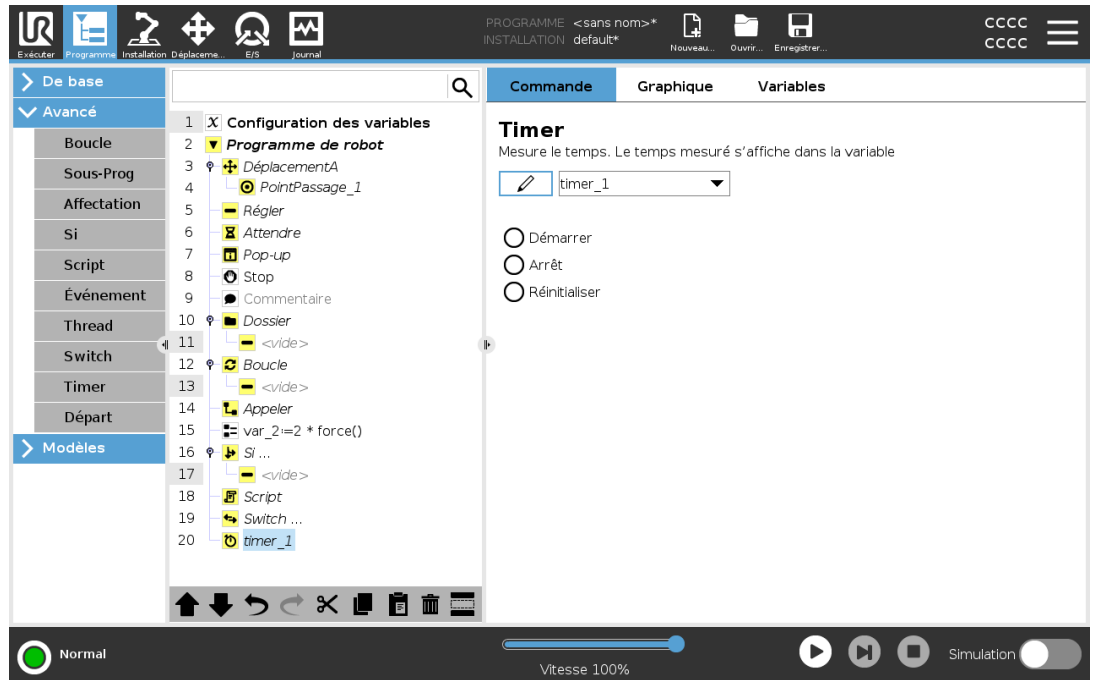 UR
PROGRAMME <sans nom>*
INSTALLATION default*
Exécuter Programme Installation Déplaceme... E/S Journal
Nouveau... Ouvrir... Enregistrer...
CCCC
CCCC
De base
Avancé
Boucle
Sous-Prog
Affectation
Si
Script
Événement
Thread
Switch
Timer
Départ
Modèles
1 X Configuration des variables
2 Programme de robot
3 DéplacementA
4 PointPassage_1
5 Régler
6 Attendre
7 Pop-up
8 Stop
9 Commentaire
10 Dossier
11 <vide>
12 Boucle
13 <vide>
14 Appeler
15 var_2≔2 * force()
16 Si ...
17 <vide>
18 Script
19 Switch ...
20 timer_1
Commande Graphique Variables
Timer
Mesure le temps. Le temps mesuré s’affiche dans la variable
timer_1
Démarrer
Arrêt
Réinitialiser
Normal
Vitesse 100%
Simulation